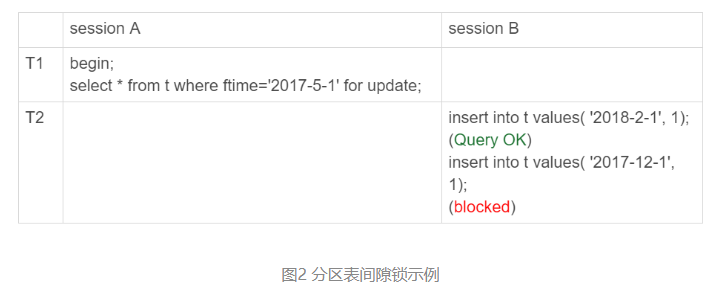 session A
session B
T1
begin;
select * from t where ftime='2017-5-1' for update;
T2
insert into t values( '2018-2-1', 1);
(Query OK)
insert into t values( '2017-12-1',
1);
(blocked)
图2 分区表间隙锁示例